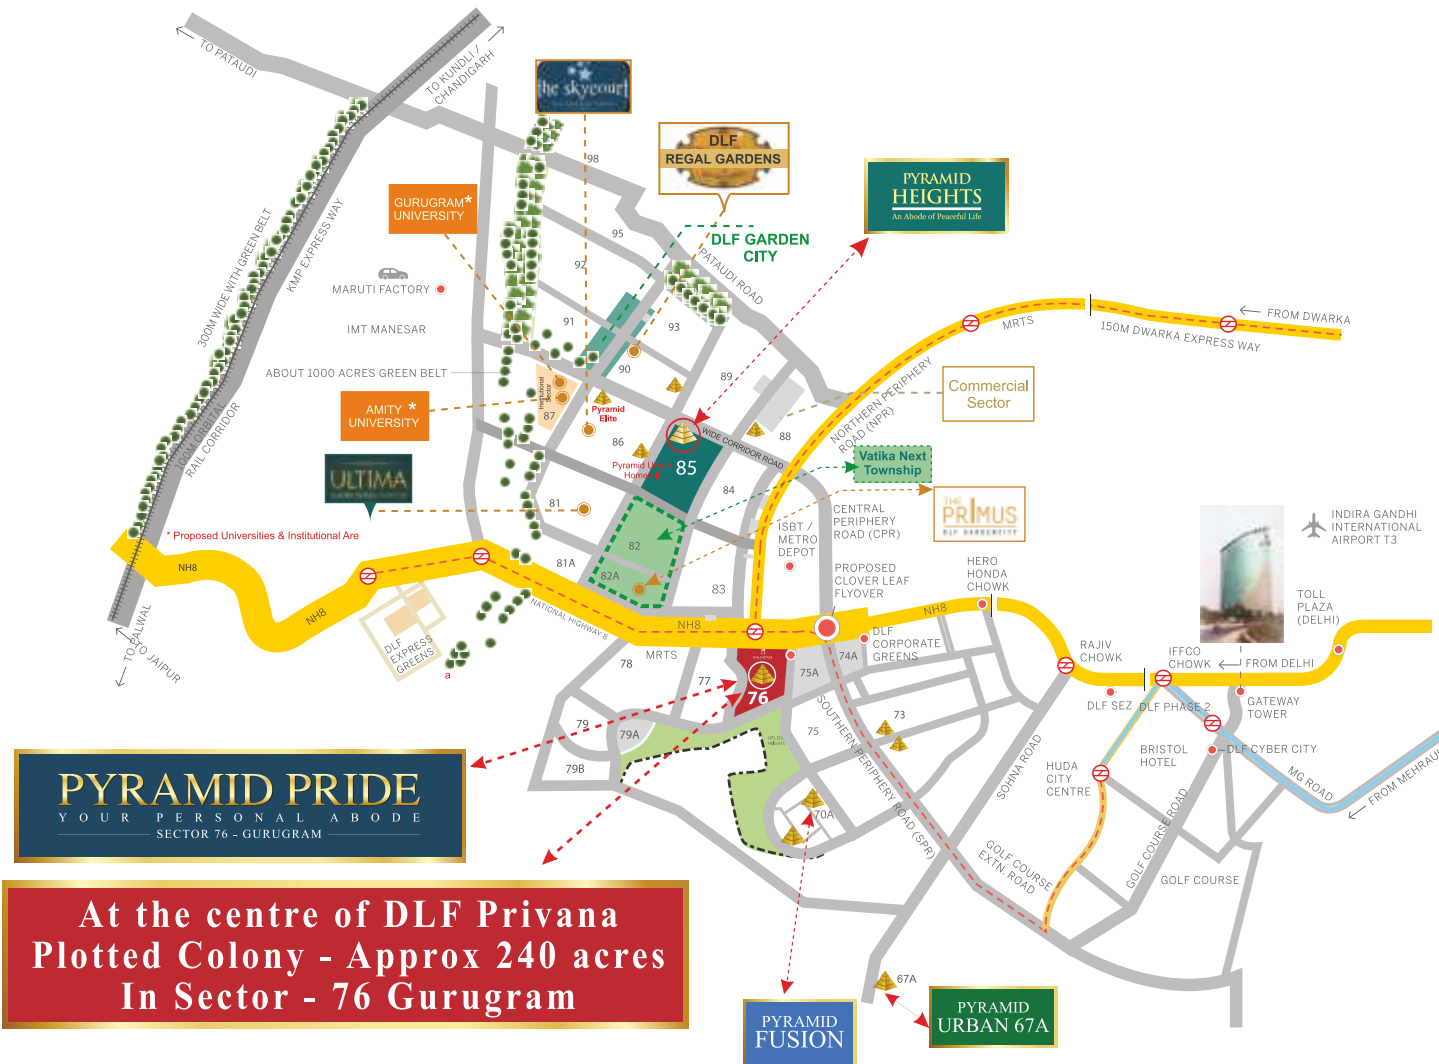 TO PATAUDI
TO KUNDLI /
CHANDIGARH
the skycourt
DLF
REGAL GARDENS
PYRAMID
HEIGHTS
An Abode of Peaceful Life
GURUGRAM*
UNIVERSITY
DLF GARDEN
CITY
98
95
92
91
93
90
89
88
87
86
85
84
83
82
82A
81
81A
PATAUDI ROAD
300M WIDE WITH GREEN BELT
KMP EXPRESS WAY
MARUTI FACTORY
IMT MANESAR
ABOUT 1000 ACRES GREEN BELT
100M ORBITAL
RAIL CORRIDOR
AMITY *
UNIVERSITY
Institutional
Sector
Pyramid
Elite
Pyramid Urban
Homes
WIDE CORRIDOR ROAD
ULTIMA
* Proposed Universities & Institutional Are
MRTS
150M DWARKA EXPRESS WAY
FROM DWARKA
NORTHERN PERIPHERY
ROAD (NPR)
Commercial
Sector
Vatika Next
Township
THE
PRIMUS
DLF GARDENCITY
CENTRAL
PERIPHERY
ROAD (CPR)
ISBT /
METRO
DEPOT
PROPOSED
CLOVER LEAF
FLYOVER
HERO
HONDA
CHOWK
INDIRA GANDHI
INTERNATIONAL
AIRPORT T3
TOLL
PLAZA
(DELHI)
NH8
NH8
NATIONAL HIGHWAY 8
NH8
MRTS
NH8
DLF
EXPRESS
GREENS
a
TO PALWAL
TO JAIPUR
DLF
CORPORATE
GREENS
RAJIV
CHOWK
IFFCO
CHOWK
FROM DELHI
DLF SEZ
DLF PHASE 2
GATEWAY
TOWER
BRISTOL
HOTEL
DLF CYBER CITY
HUDA
CITY
CENTRE
MG ROAD
FROM MEHRAULI
78
77
76
75A
74A
75
73
79
79A
79B
70A
67A
SOUTHERN PERIPHERY ROAD (SPR)
SOHNA ROAD
GOLF COURSE
EXTN. ROAD
GOLF COURSE ROAD
GOLF COURSE
PYRAMID PRIDE
YOUR PERSONAL ABODE
SECTOR 76 - GURUGRAM
At the centre of DLF Privana
Plotted Colony - Approx 240 acres
In Sector - 76 Gurugram
PYRAMID
FUSION
PYRAMID
URBAN 67A